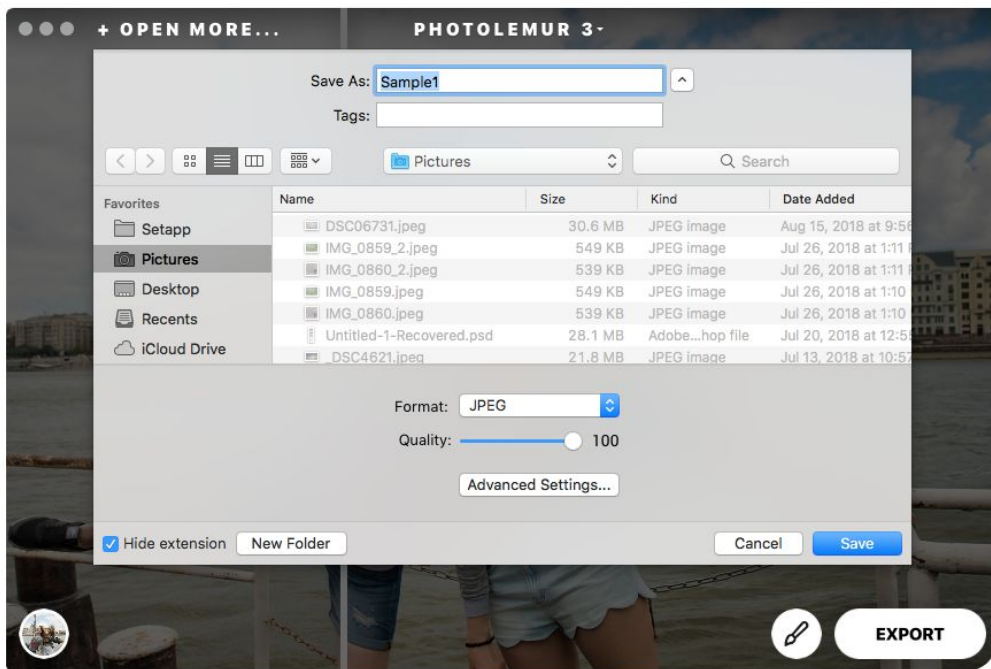 + OPEN MORE... PHOTOLEMUR 3
Save As: Sample1
Tags:
Pictures Search
Favorites
Setapp
Pictures
Desktop
Recents
iCloud Drive
Name Size Kind Date Added
DSC06731.jpeg 30.6 MB JPEG image Aug 15, 2018 at 9:56
IMG_0859_2.jpeg 549 KB JPEG image Jul 26, 2018 at 1:11
IMG_0860_2.jpeg 539 KB JPEG image Jul 26, 2018 at 1:11
IMG_0859.jpeg 549 KB JPEG image Jul 26, 2018 at 1:10
IMG_0860.jpeg 539 KB JPEG image Jul 26, 2018 at 1:10
Untitled-1-Recovered.psd 28.1 MB Adobe...hop file Jul 20, 2018 at 12:5
_DSC4621.jpeg 21.8 MB JPEG image Jul 13, 2018 at 10:57
Format: JPEG
Quality: 100
Advanced Settings...
Hide extension New Folder Cancel Save
EXPORT